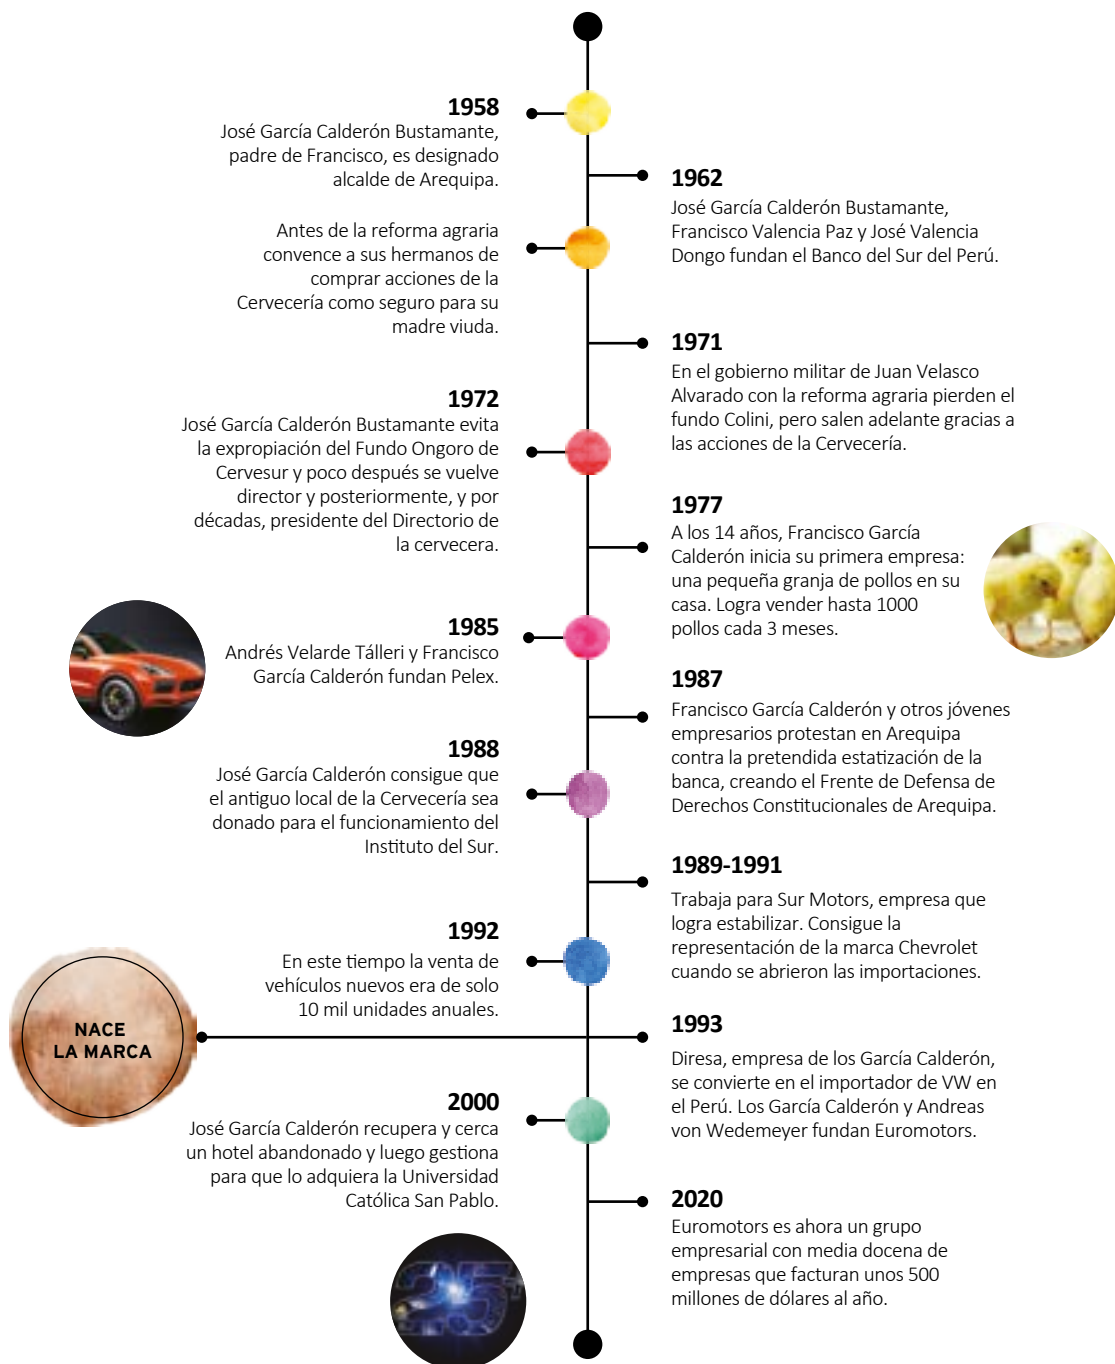 1958
José García Calderón Bustamante,
padre de Francisco, es designado
alcalde de Arequipa.
1962
José García Calderón Bustamante,
Francisco Valencia Paz y José Valencia
Dongo fundan el Banco del Sur del Perú.
Antes de la reforma agraria
convence a sus hermanos de
comprar acciones de la
Cervecería como seguro para su
madre viuda.
1971
En el gobierno militar de Juan Velasco
Alvarado con la reforma agraria pierden el
fundo Colini, pero salen adelante gracias a
las acciones de la Cervecería.
1972
José García Calderón Bustamante evita
la expropiación del Fundo Ongoro de
Cervesur y poco después se vuelve
director y posteriormente, y por
décadas, presidente del Directorio de
la cervecera.
1977
A los 14 años, Francisco García
Calderón inicia su primera empresa:
una pequeña granja de pollos en su
casa. Logra vender hasta 1000
pollos cada 3 meses.
1985
Andrés Velarde Tálleri y Francisco
García Calderón fundan Pelex.
1987
Francisco García Calderón y otros jóvenes
empresarios protestan en Arequipa
contra la pretendida estatización de la
banca, creando el Frente de Defensa de
Derechos Constitucionales de Arequipa.
1988
José García Calderón consigue que
el antiguo local de la Cervecería sea
donado para el funcionamiento del
Instituto del Sur.
1989-1991
Trabaja para Sur Motors, empresa que
logra estabilizar. Consigue la
representación de la marca Chevrolet
cuando se abrieron las importaciones.
1992
En este tiempo la venta de
vehículos nuevos era de solo
10 mil unidades anuales.
NACE
LA MARCA
1993
Diresa, empresa de los García Calderón,
se convierte en el importador de VW en
el Perú. Los García Calderón y Andreas
von Wedemeyer fundan Euromotors.
2000
José García Calderón recupera y cerca
un hotel abandonado y luego gestiona
para que lo adquiera la Universidad
Católica San Pablo.
2020
Euromotors es ahora un grupo
empresarial con media docena de
empresas que facturan unos 500
millones de dólares al año.
25